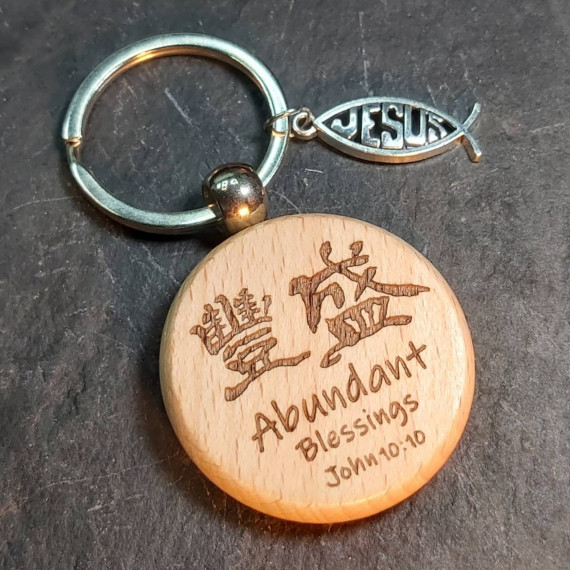 JESUS
豐盛
Abundant
Blessings
John 10:10